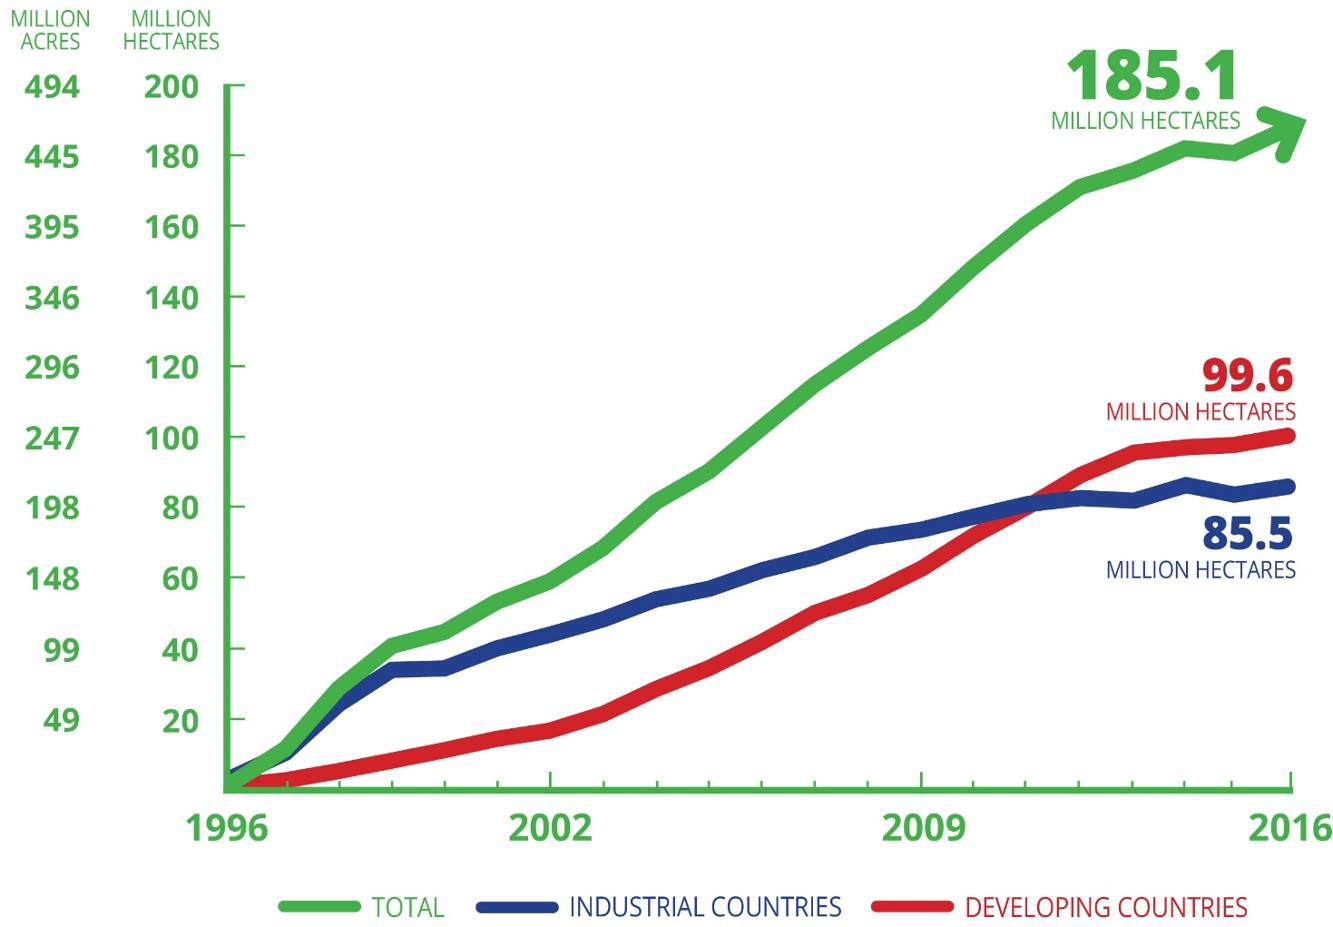 MILLION
ACRES
MILLION
HECTARES
494
200
445
180
395
160
346
140
296
120
247
100
198
80
148
60
99
40
49
20
185.1
MILLION HECTARES
99.6
MILLION HECTARES
85.5
MILLION HECTARES
1996
2002
2009
2016
TOTAL
INDUSTRIAL COUNTRIES
DEVELOPING COUNTRIES